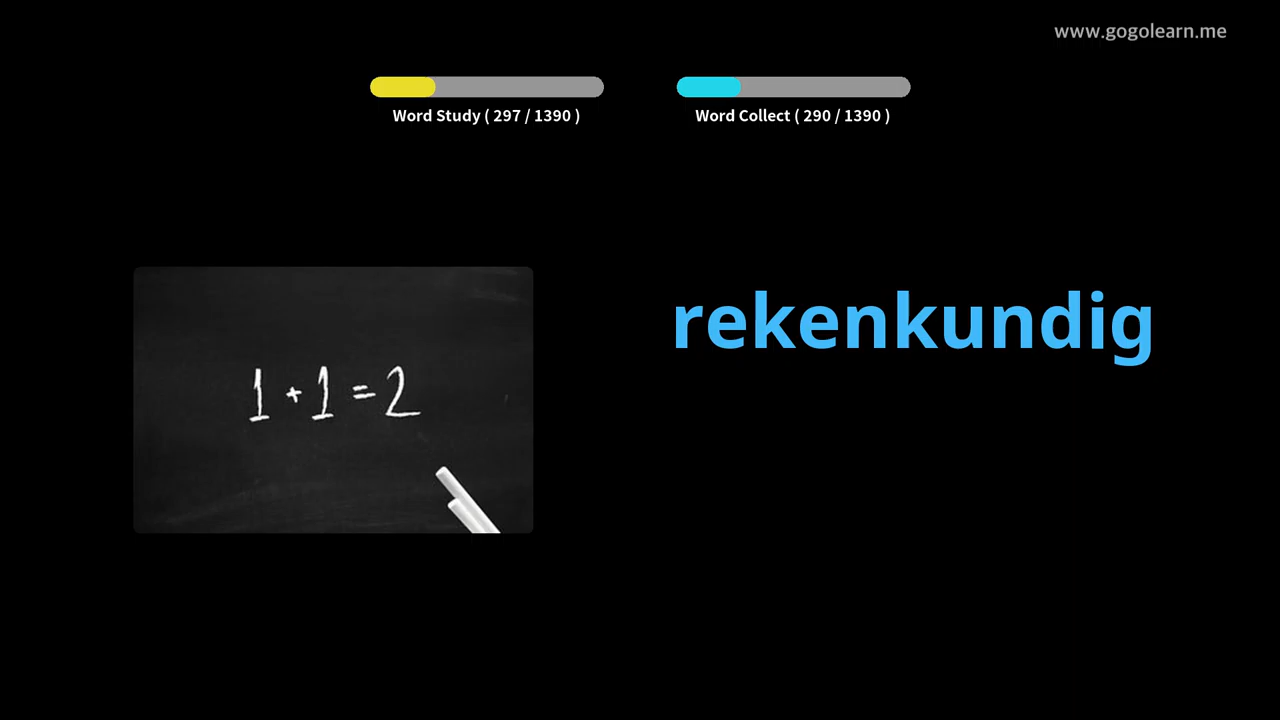 www.gogolearn.me
Word Study ( 297 / 1390 )
Word Collect ( 290 / 1390 )
rekenkundig
1 + 1 = 2